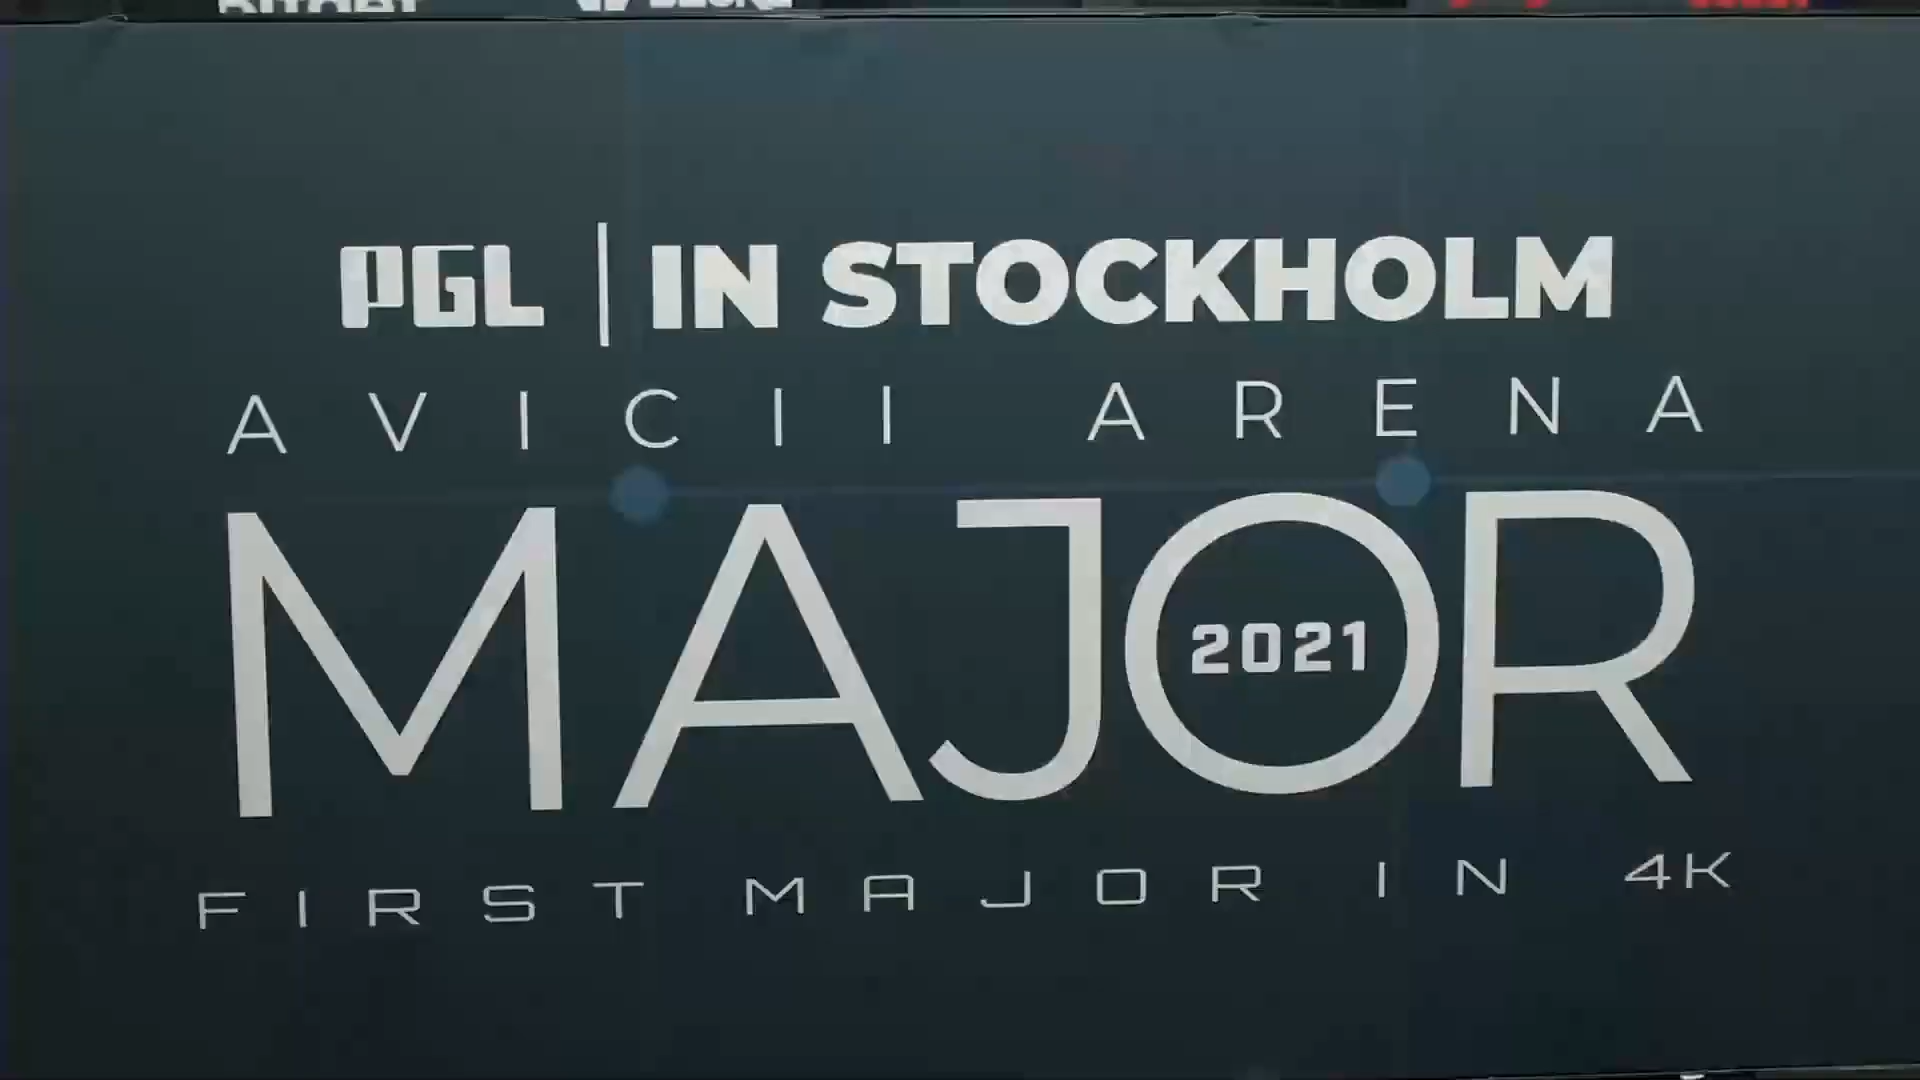 PGL | IN STOCKHOLM
AVICII ARENA
MAJOR
2021
FIRST MAJOR IN 4K